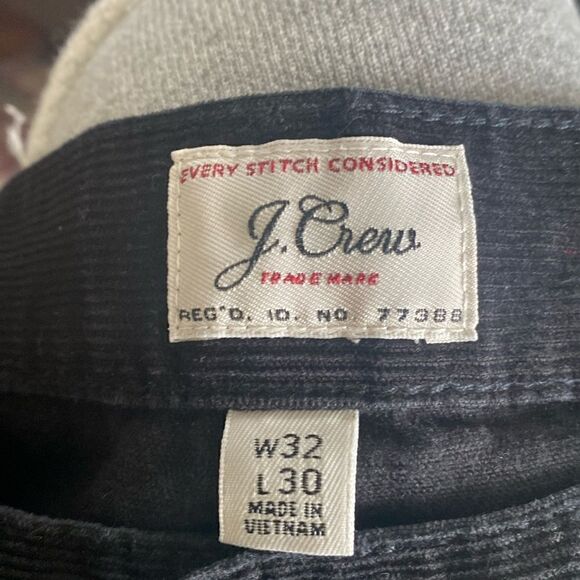 EVERY STITCH CONSIDERED
J. Crew
TRADE MARK
REG'D. ID. NO. 77388
W32
L30
MADE IN
VIETNAM